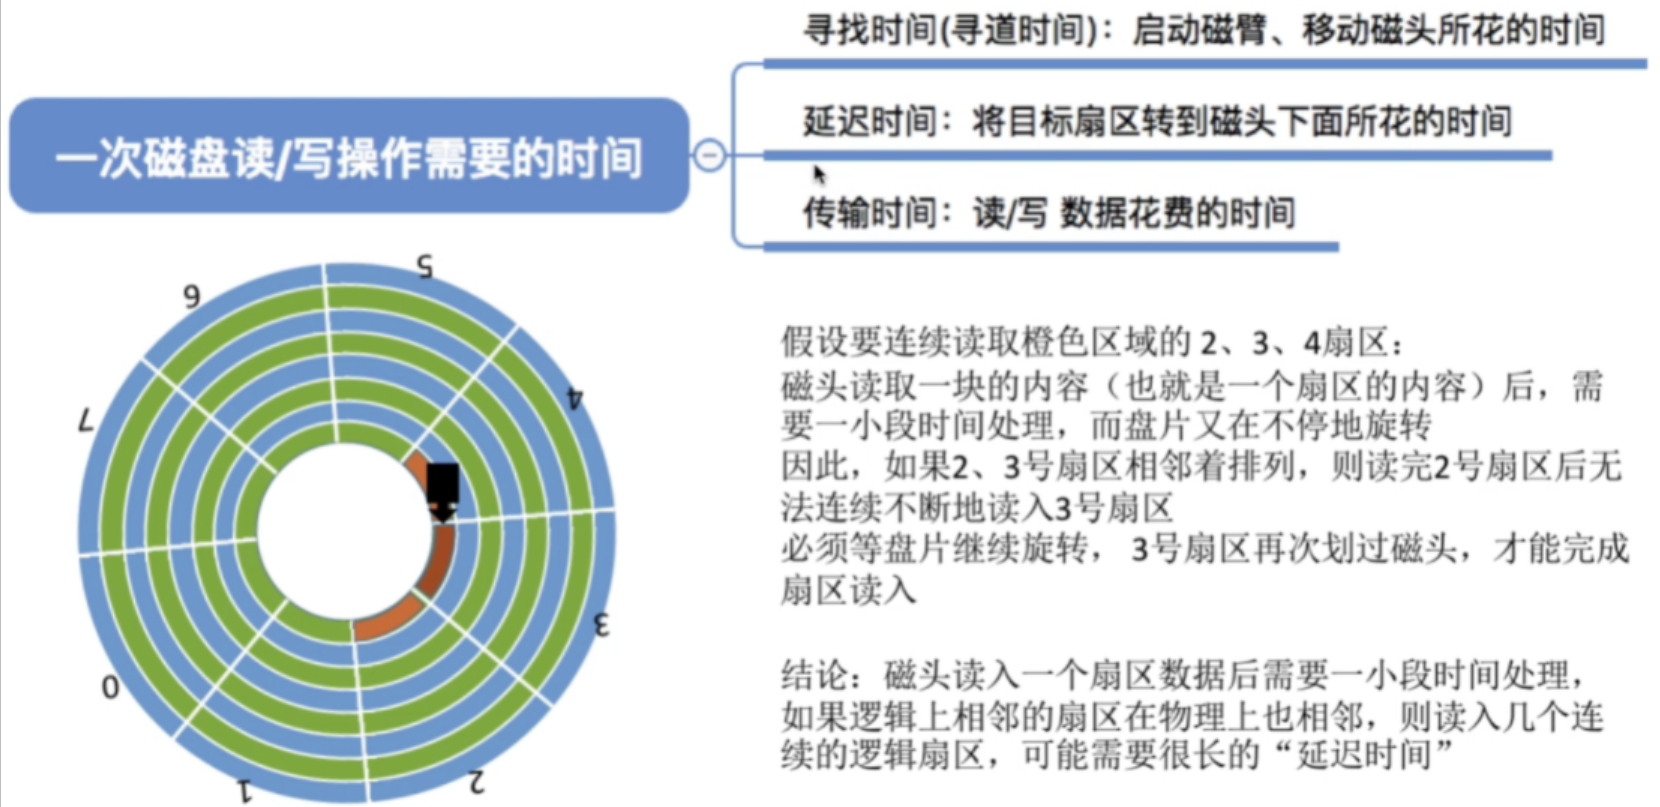 寻找时间(寻道时间)：启动磁臂、移动磁头所花的时间
一次磁盘读/写操作需要的时间
延迟时间：将目标扇区转到磁头下面所花的时间
传输时间：读/写 数据花费的时间
5
6
4
7
3
0
2
1
假设要连续读取橙色区域的 2、3、4扇区：
磁头读取一块的内容（也就是一个扇区的内容）后，需
要一小段时间处理，而盘片又在不停地旋转
因此，如果2、3号扇区相邻着排列，则读完2号扇区后无
法连续不断地读入3号扇区
必须等盘片继续旋转， 3号扇区再次划过磁头，才能完成
扇区读入
结论：磁头读入一个扇区数据后需要一小段时间处理，
如果逻辑上相邻的扇区在物理上也相邻，则读入几个连
续的逻辑扇区，可能需要很长的“延迟时间”